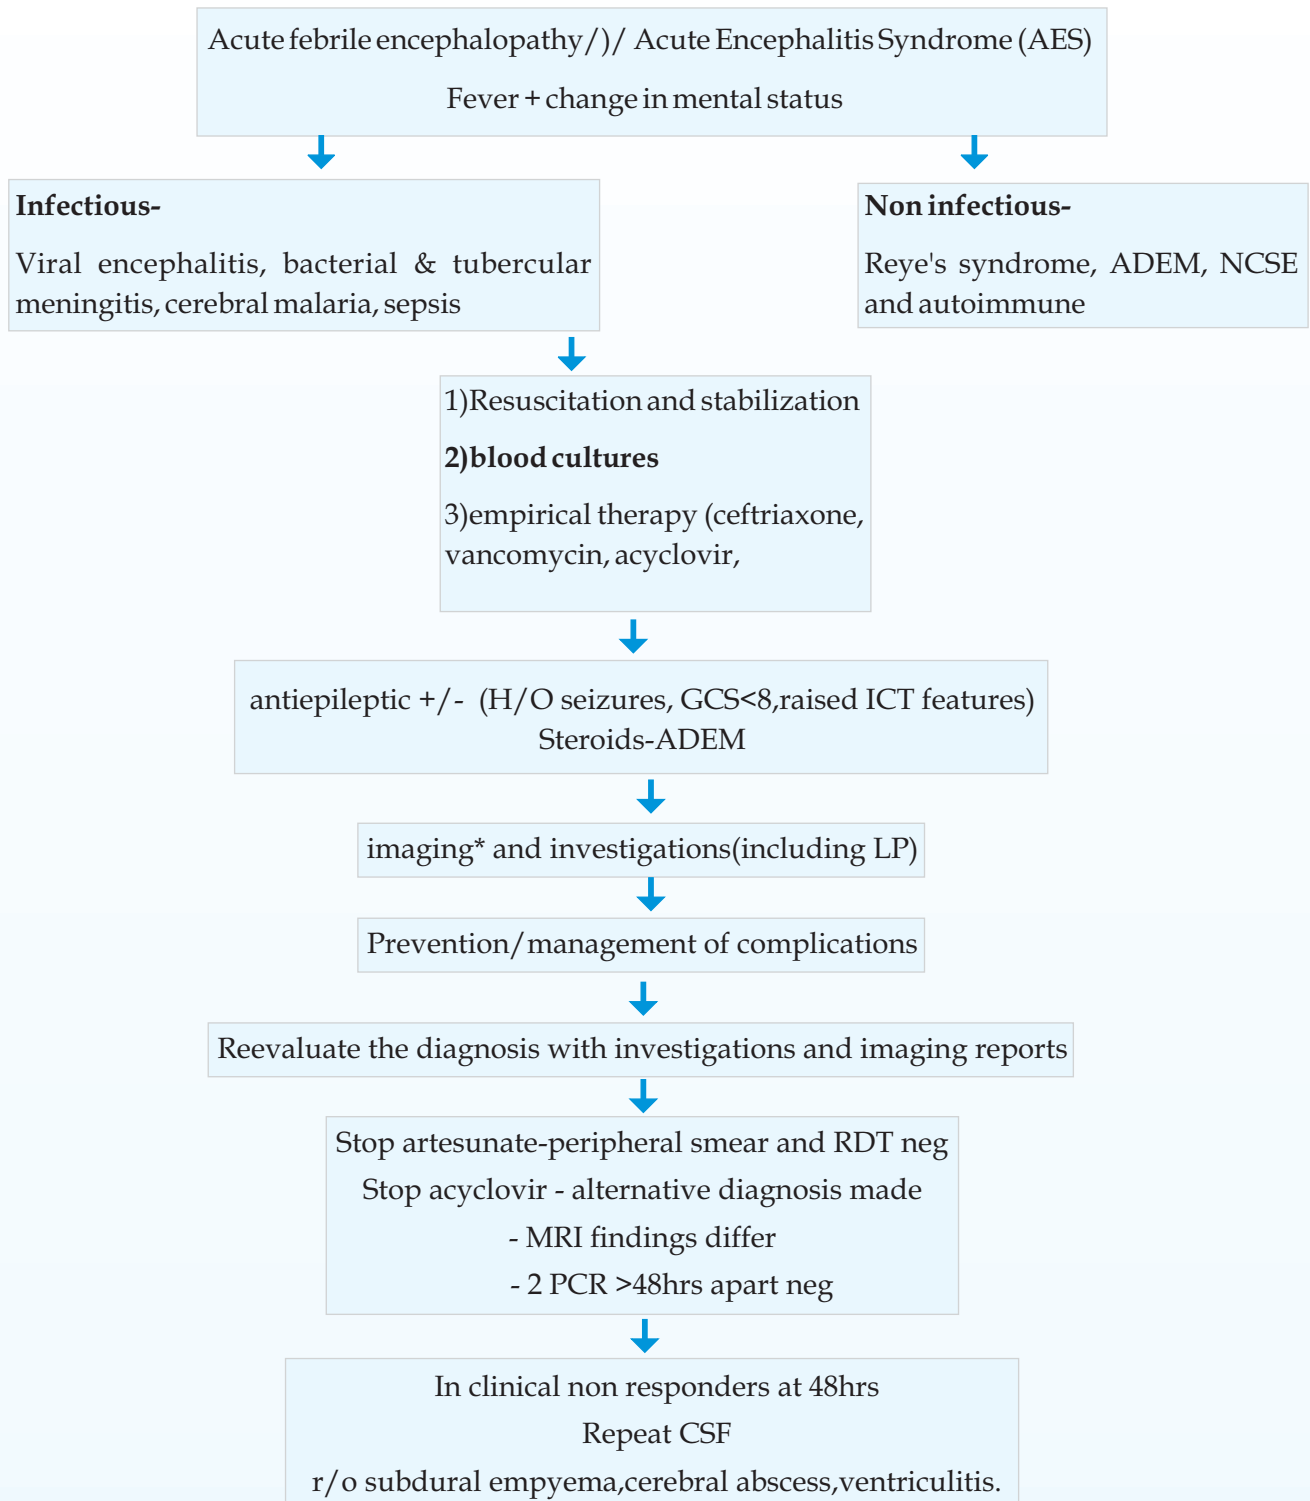 Acute febrile encephalopathy/)/ Acute Encephalitis Syndrome (AES)
Fever + change in mental status
Infectious-
Viral encephalitis, bacterial & tubercular
meningitis, cerebral malaria, sepsis
Non infectious-
Reye's syndrome, ADEM, NCSE
and autoimmune
1)Resuscitation and stabilization
2)blood cultures
3)empirical therapy (ceftriaxone,
vancomycin, acyclovir,
antiepileptic +/- (H/O seizures, GCS<8,raised ICT features)
Steroids-ADEM
imaging* and investigations(including LP)
Prevention/management of complications
Reevaluate the diagnosis with investigations and imaging reports
Stop artesunate-peripheral smear and RDT neg
Stop acyclovir - alternative diagnosis made
- MRI findings differ
- 2 PCR >48hrs apart neg
In clinical non responders at 48hrs
Repeat CSF
r/o subdural empyema,cerebral abscess,ventriculitis.